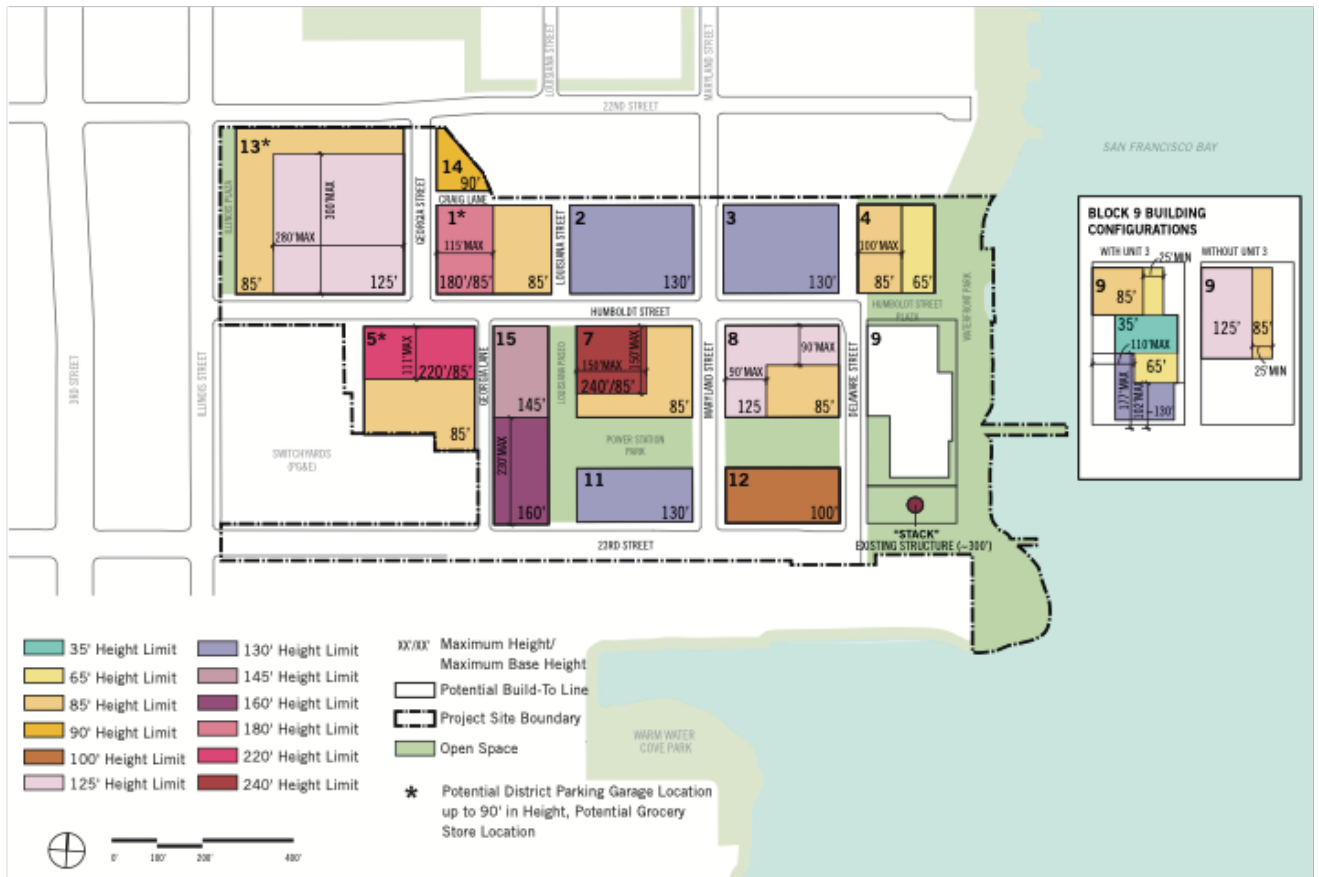 LOUISIANA STREET
MARYLAND STREET
22ND STREET
SAN FRANCISCO BAY
13*
ILLINOIS PLAZA
300'MAX
280'MAX
85'
125'
GEORGIA STREET
14
90'
CRAIG LANE
1*
115'MAX
180'/85'
85'
LOUISIANA STREET
2
130'
3
130'
4
100'MAX
85'
65'
WATERFRONT PARK
HUMBOLDT STREET
HUMBOLDT STREET
PLAZA
BLOCK 9 BUILDING
CONFIGURATIONS
WITH UNIT 3
WITHOUT UNIT 3
25'MIN
9
85'
35'
110'MAX
65'
177'MAX
102'MAX
~130'
9
125'
85'
25'MIN
3RD STREET
ILLINOIS STREET
5*
111'MAX
220'/85'
85'
GEORGIA LANE
15
145'
230'MAX
160'
LOUISIANA PASEO
7
150'MAX
150'MAX
240'/85'
85'
MARYLAND STREET
8
90'MAX
90'MAX
125
85'
DELAWARE STREET
9
SWITCHYARDS
(PG&E)
POWER STATION
PARK
11
130'
12
100'
"STACK"
EXISTING STRUCTURE (~300')
23RD STREET
35' Height Limit
65' Height Limit
85' Height Limit
90' Height Limit
100' Height Limit
125' Height Limit
130' Height Limit
145' Height Limit
160' Height Limit
180' Height Limit
220' Height Limit
240' Height Limit
XX'/XX' Maximum Height/
Maximum Base Height
Potential Build-To Line
Project Site Boundary
Open Space
* Potential District Parking Garage Location
up to 90' in Height, Potential Grocery
Store Location
WARM WATER
COVE PARK
0' 100' 200' 400'